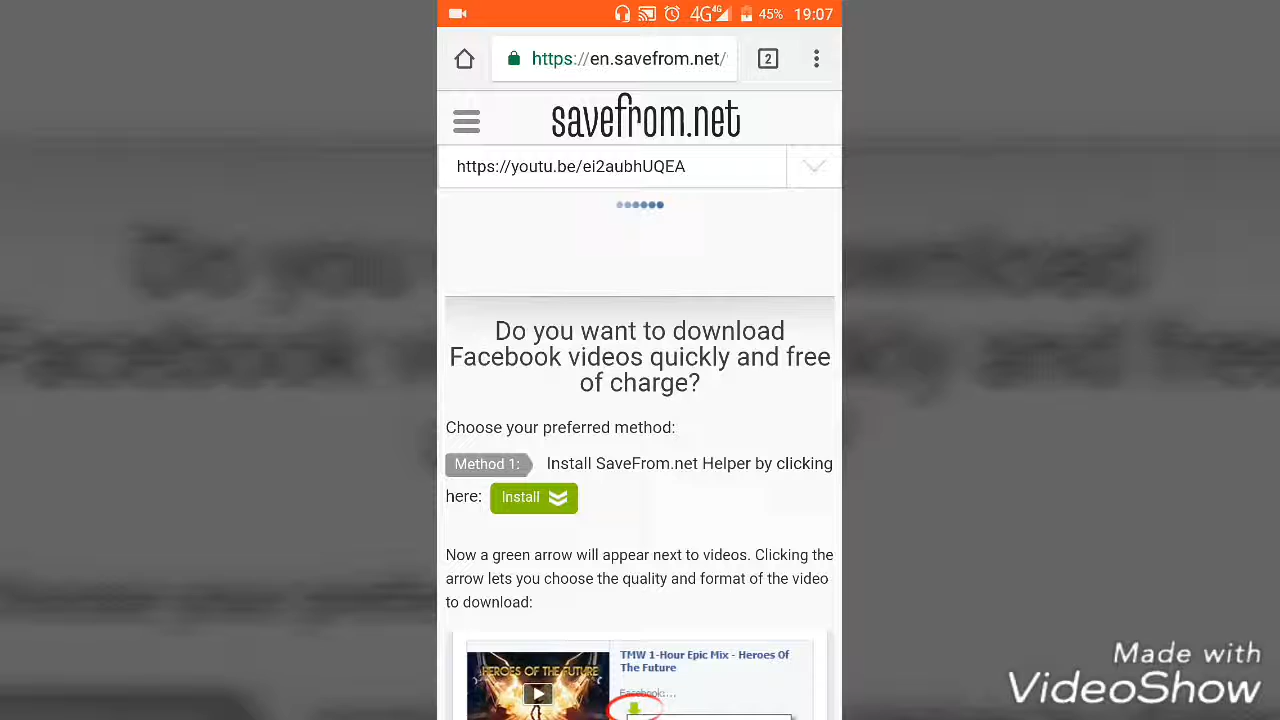 4G 4G 45% 19:07
https://en.savefrom.net/ 2
savefrom.net
https://youtu.be/ei2aubhUQEA
Do you want to download
Facebook videos quickly and free
of charge?
Choose your preferred method:
Method 1: Install SaveFrom.net Helper by clicking
here: Install
Now a green arrow will appear next to videos. Clicking the
arrow lets you choose the quality and format of the video
to download:
TMW 1-Hour Epic Mix - Heroes Of
The Future
HEROES OF THE FUTURE
Facebook:...
Made with
VideoShow